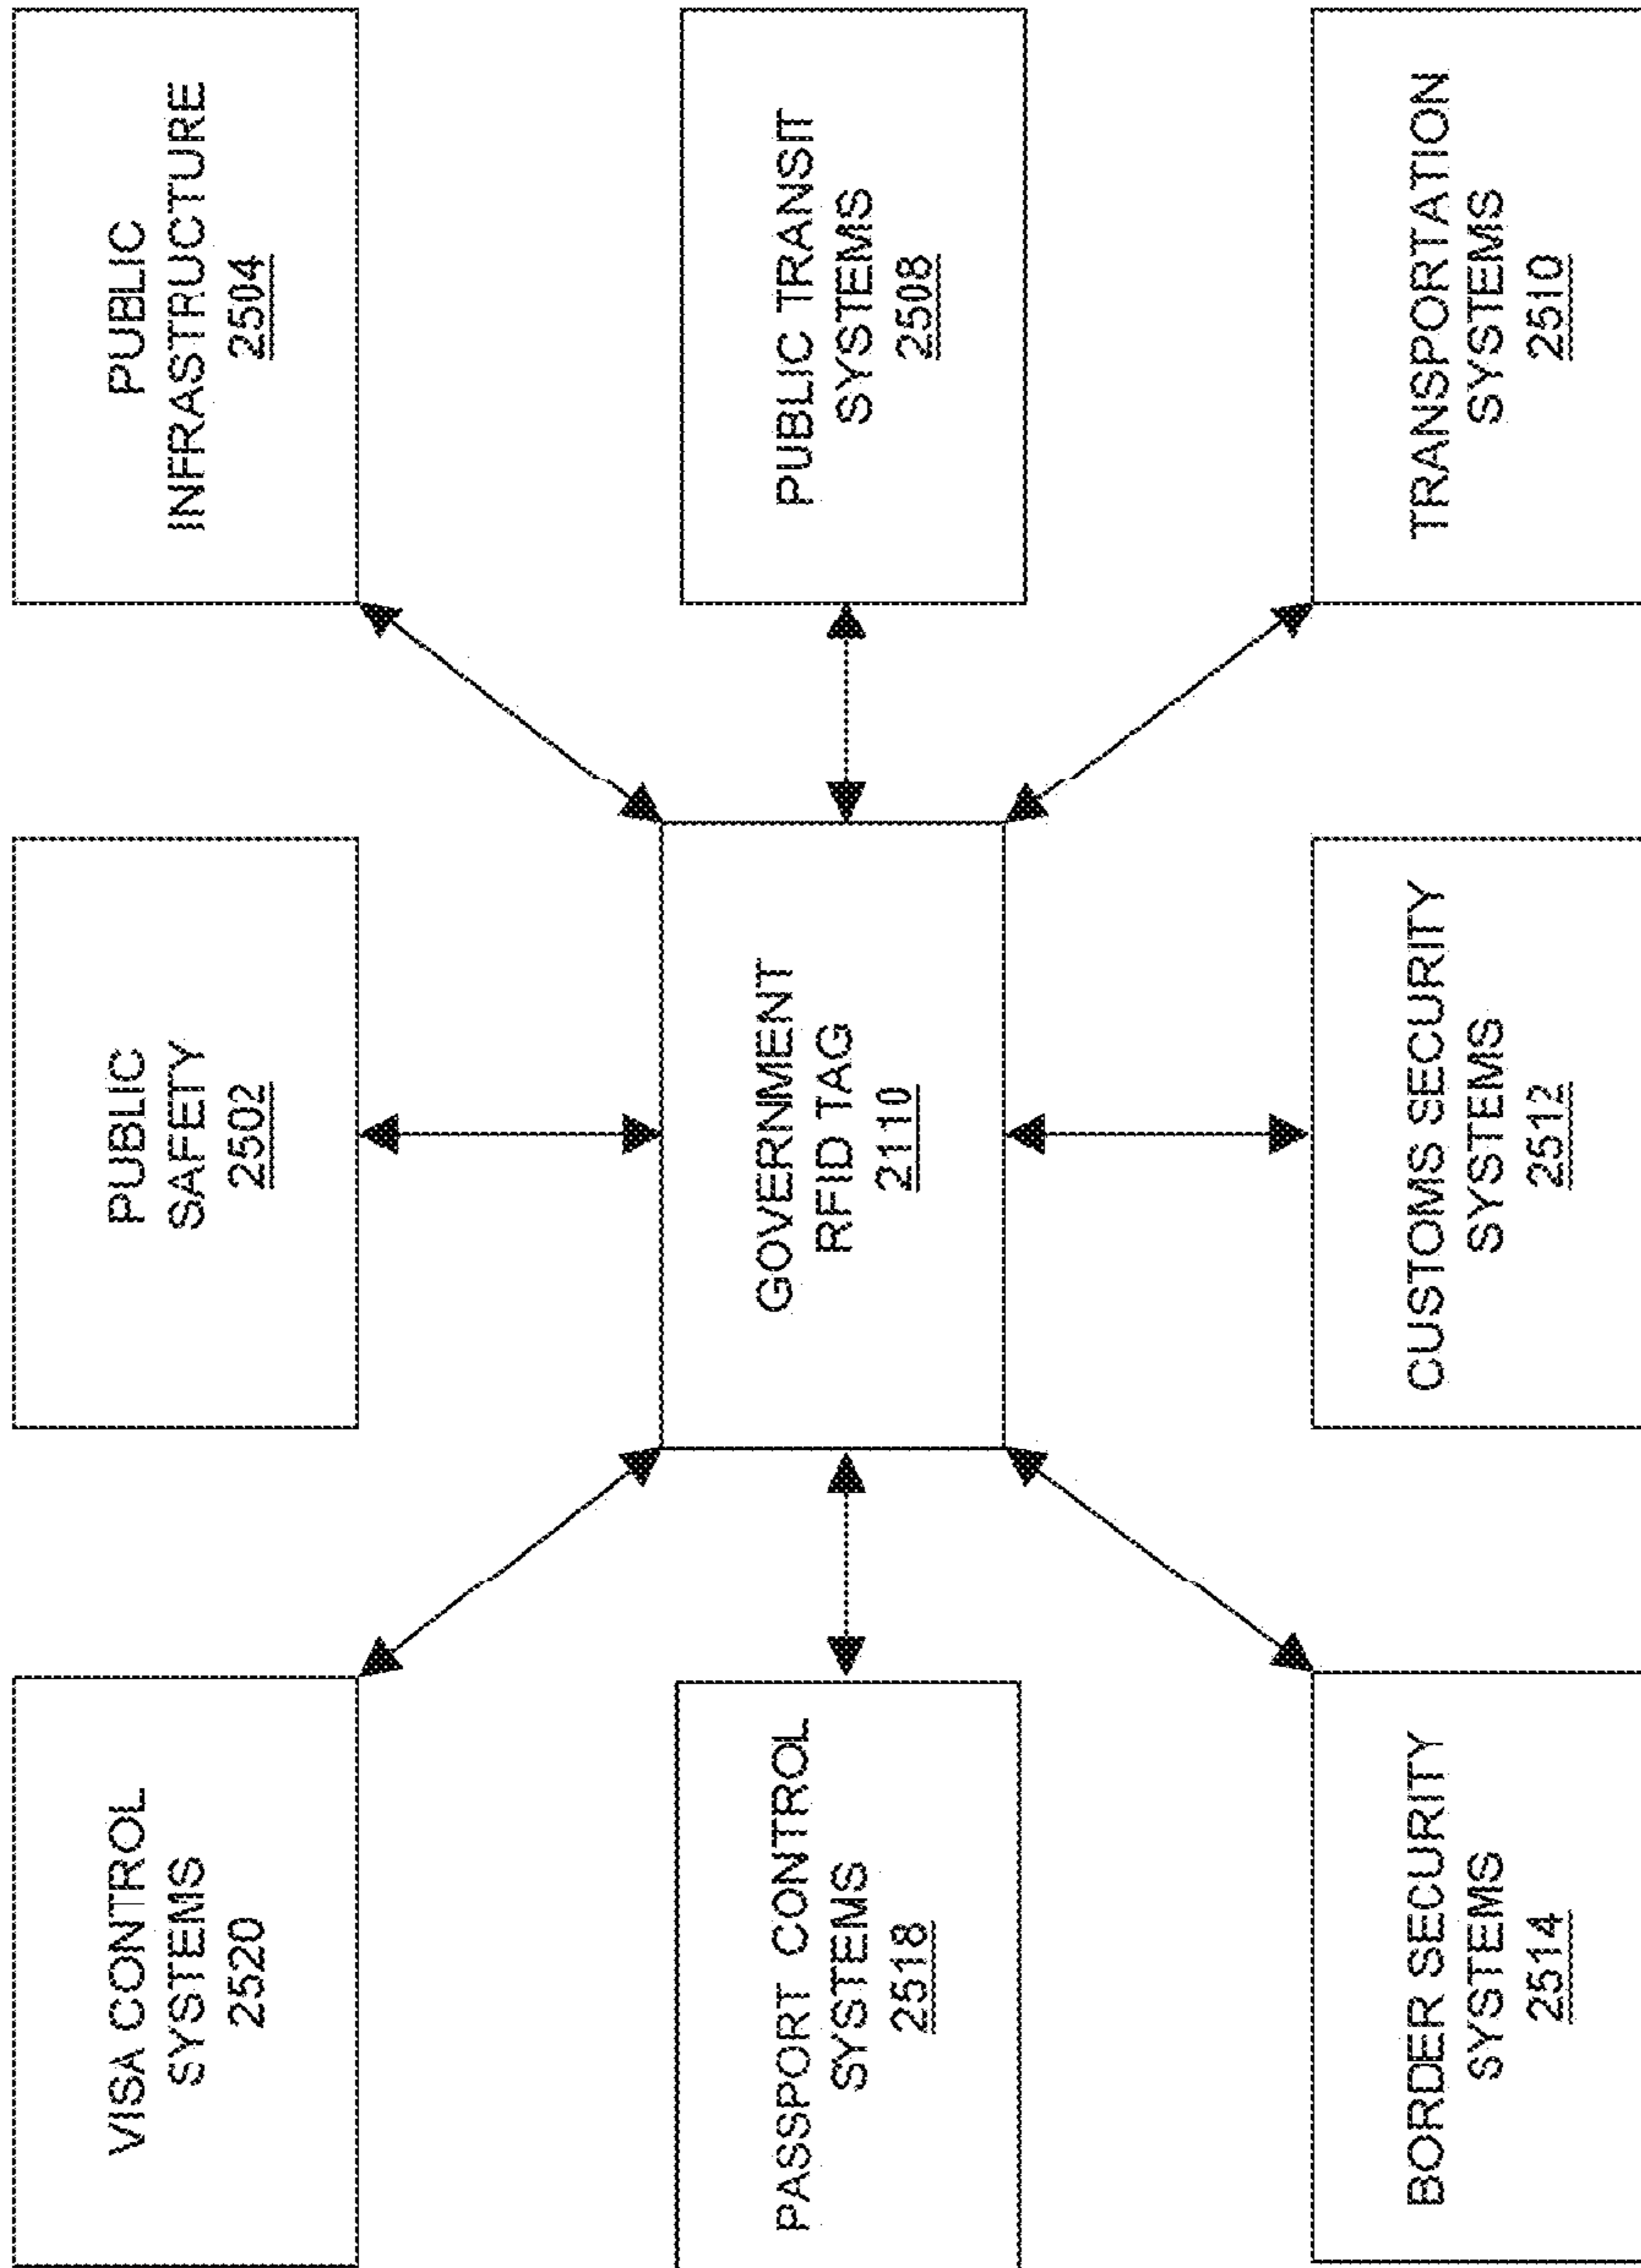 VISA CONTROL
SYSTEMS
2520
PUBLIC
SAFETY
2502
PUBLIC
INFRASTRUCTURE
2504
PASSPORT CONTROL
SYSTEMS
2518
GOVERNMENT
RFID TAG
2110
PUBLIC TRANSIT
SYSTEMS
2508
BORDER SECURITY
SYSTEMS
2514
CUSTOMS SECURITY
SYSTEMS
2512
TRANSPORTATION
SYSTEMS
2510